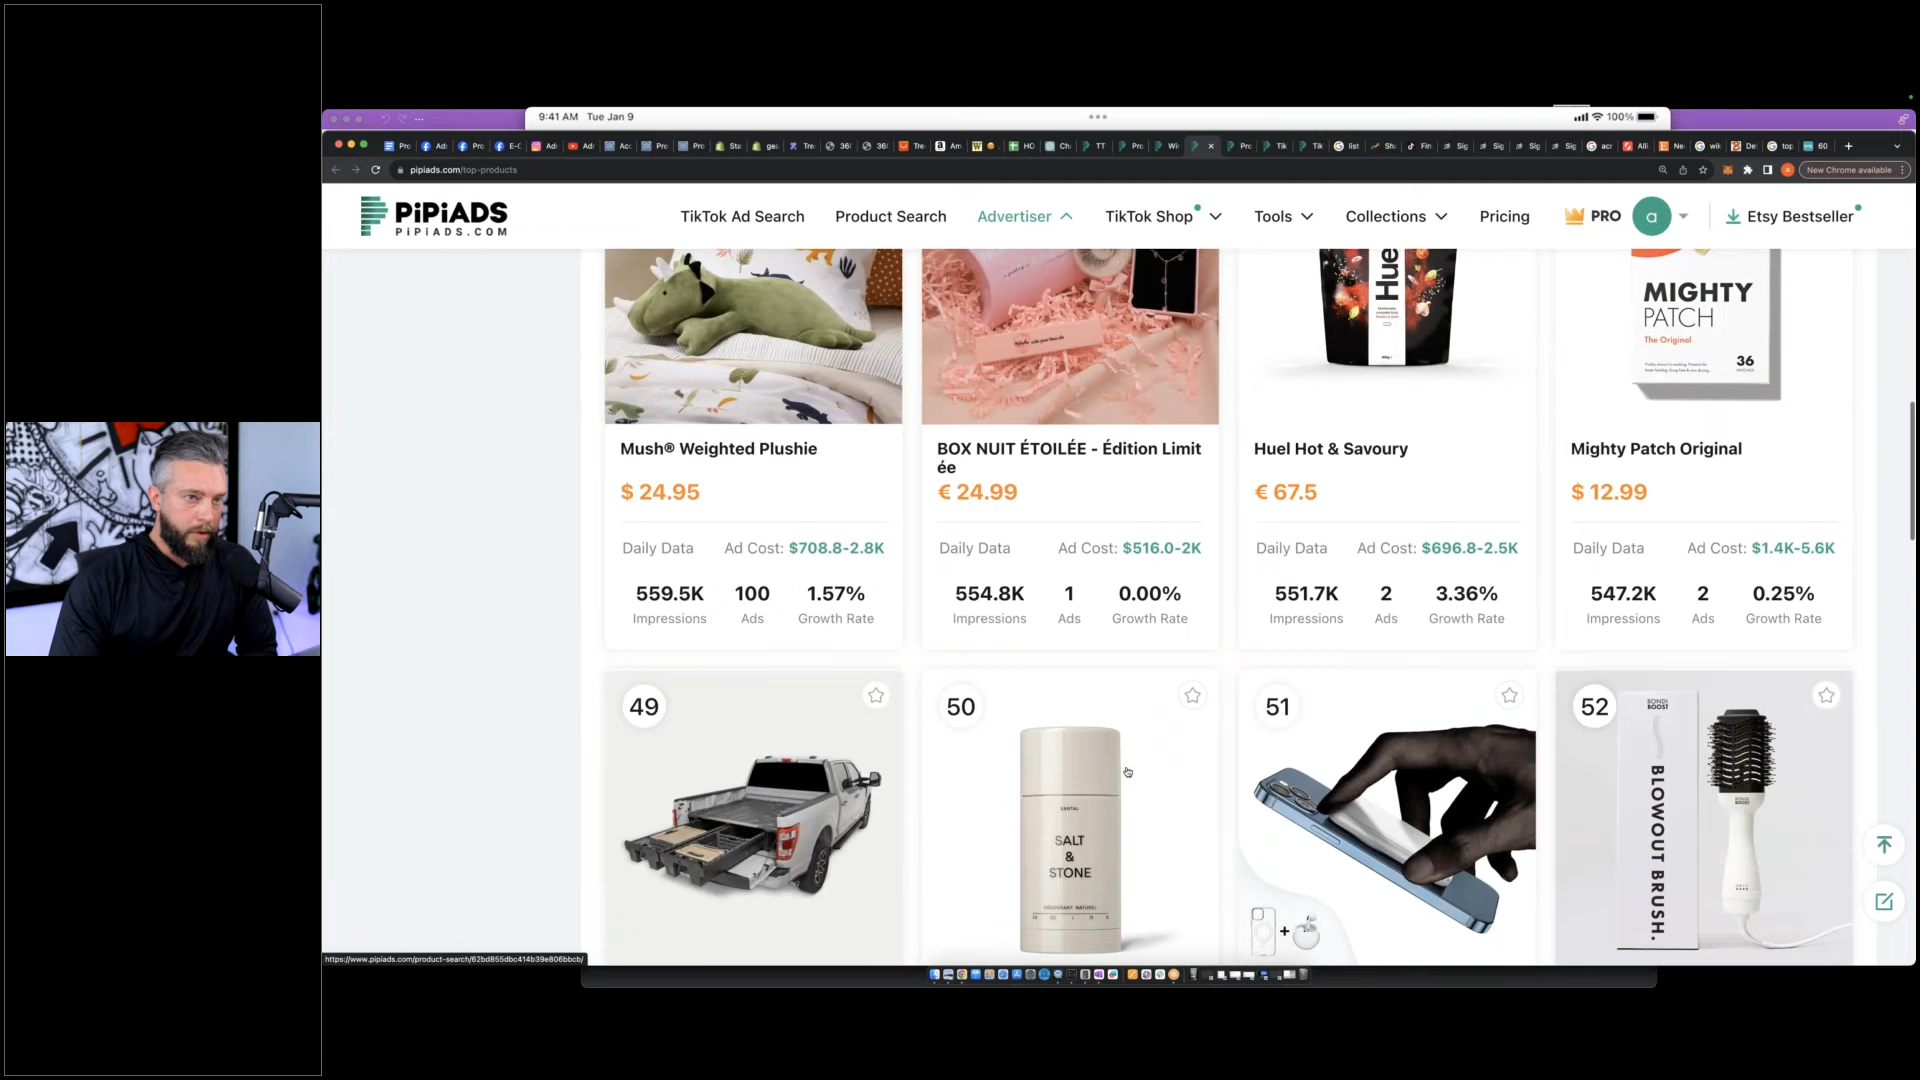 9:41 AM Tue Jan 9
100%
pipiads.com/top-products
New Chrome available
PiPiADS
PiPiADS.COM
TikTok Ad Search
Product Search
Advertiser
TikTok Shop
Tools
Collections
Pricing
PRO
a
Etsy Bestseller
Huel
MIGHTY
PATCH
The Original
36
Mush® Weighted Plushie
$ 24.95
Daily Data
Ad Cost: $708.8-2.8K
559.5K
100
1.57%
Impressions
Ads
Growth Rate
BOX NUIT ÉTOILÉE - Édition Limit
ée
€ 24.99
Daily Data
Ad Cost: $516.0-2K
554.8K
1
0.00%
Impressions
Ads
Growth Rate
Huel Hot & Savoury
€ 67.5
Daily Data
Ad Cost: $696.8-2.5K
551.7K
2
3.36%
Impressions
Ads
Growth Rate
Mighty Patch Original
$ 12.99
Daily Data
Ad Cost: $1.4K-5.6K
547.2K
2
0.25%
Impressions
Ads
Growth Rate
49
50
SANTAL
SALT
&
STONE
51
+
52
BONDI
BOOST
BLOWOUT BRUSH.
https://www.pipiads.com/product-search/62bd855dbc414b39e806bbcb/